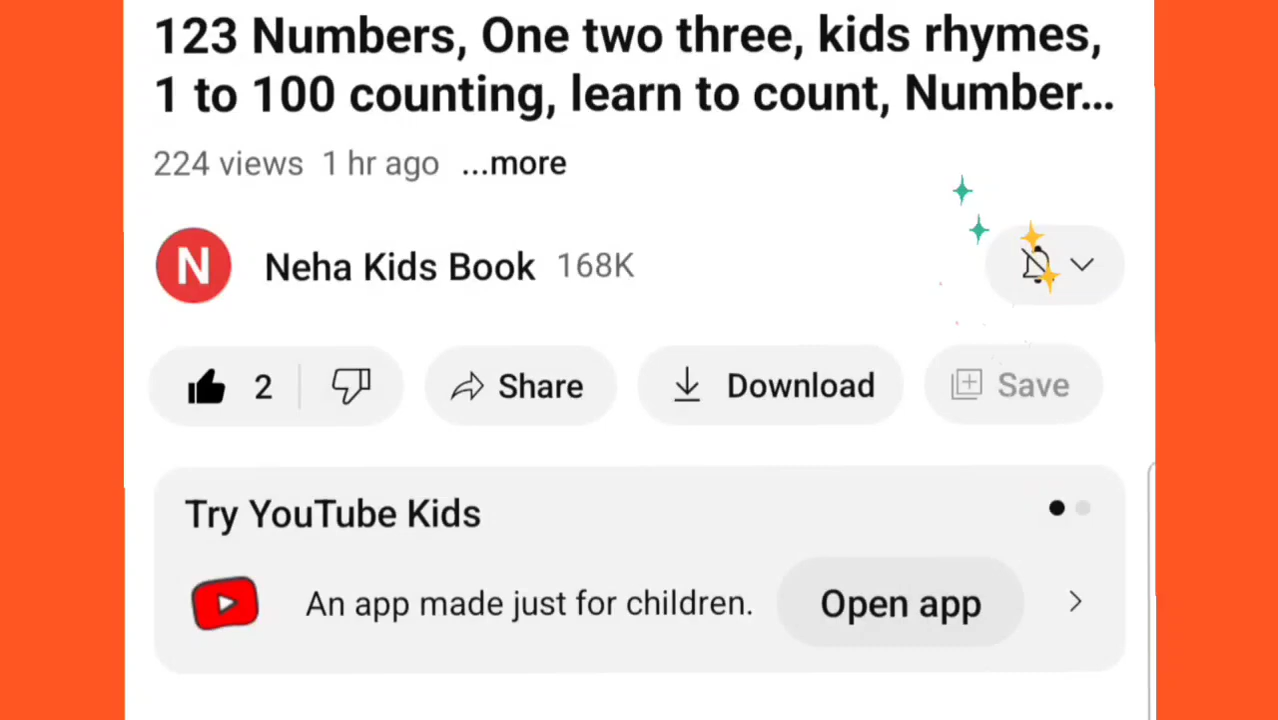 123 Numbers, One two three, kids rhymes,
1 to 100 counting, learn to count, Number...
224 views 1 hr ago ...more
N Neha Kids Book 168K
2 Share Download Save
Try YouTube Kids
An app made just for children. Open app